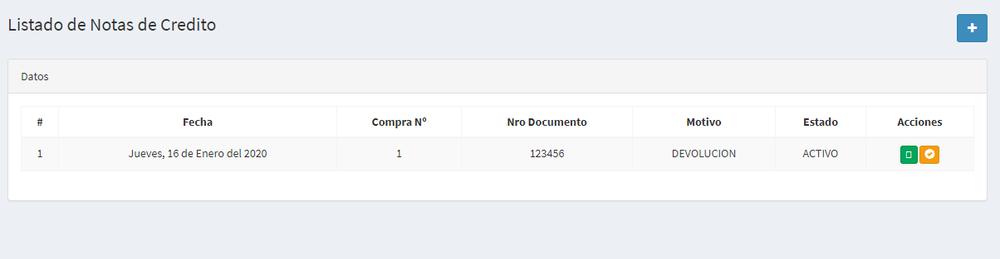 Listado de Notas de Credito
Datos
# Fecha Compra Nº Nro Documento Motivo Estado Acciones
1 Jueves, 16 de Enero del 2020 1 123456 DEVOLUCION ACTIVO